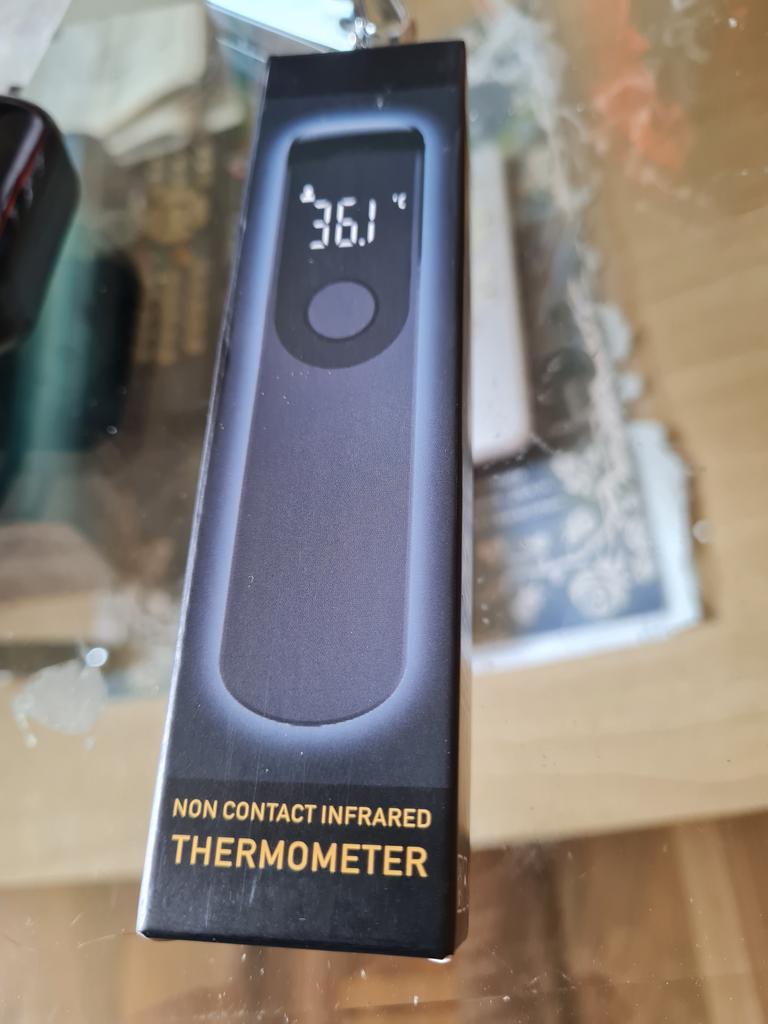 36.1 °C
NON CONTACT INFRARED
THERMOMETER